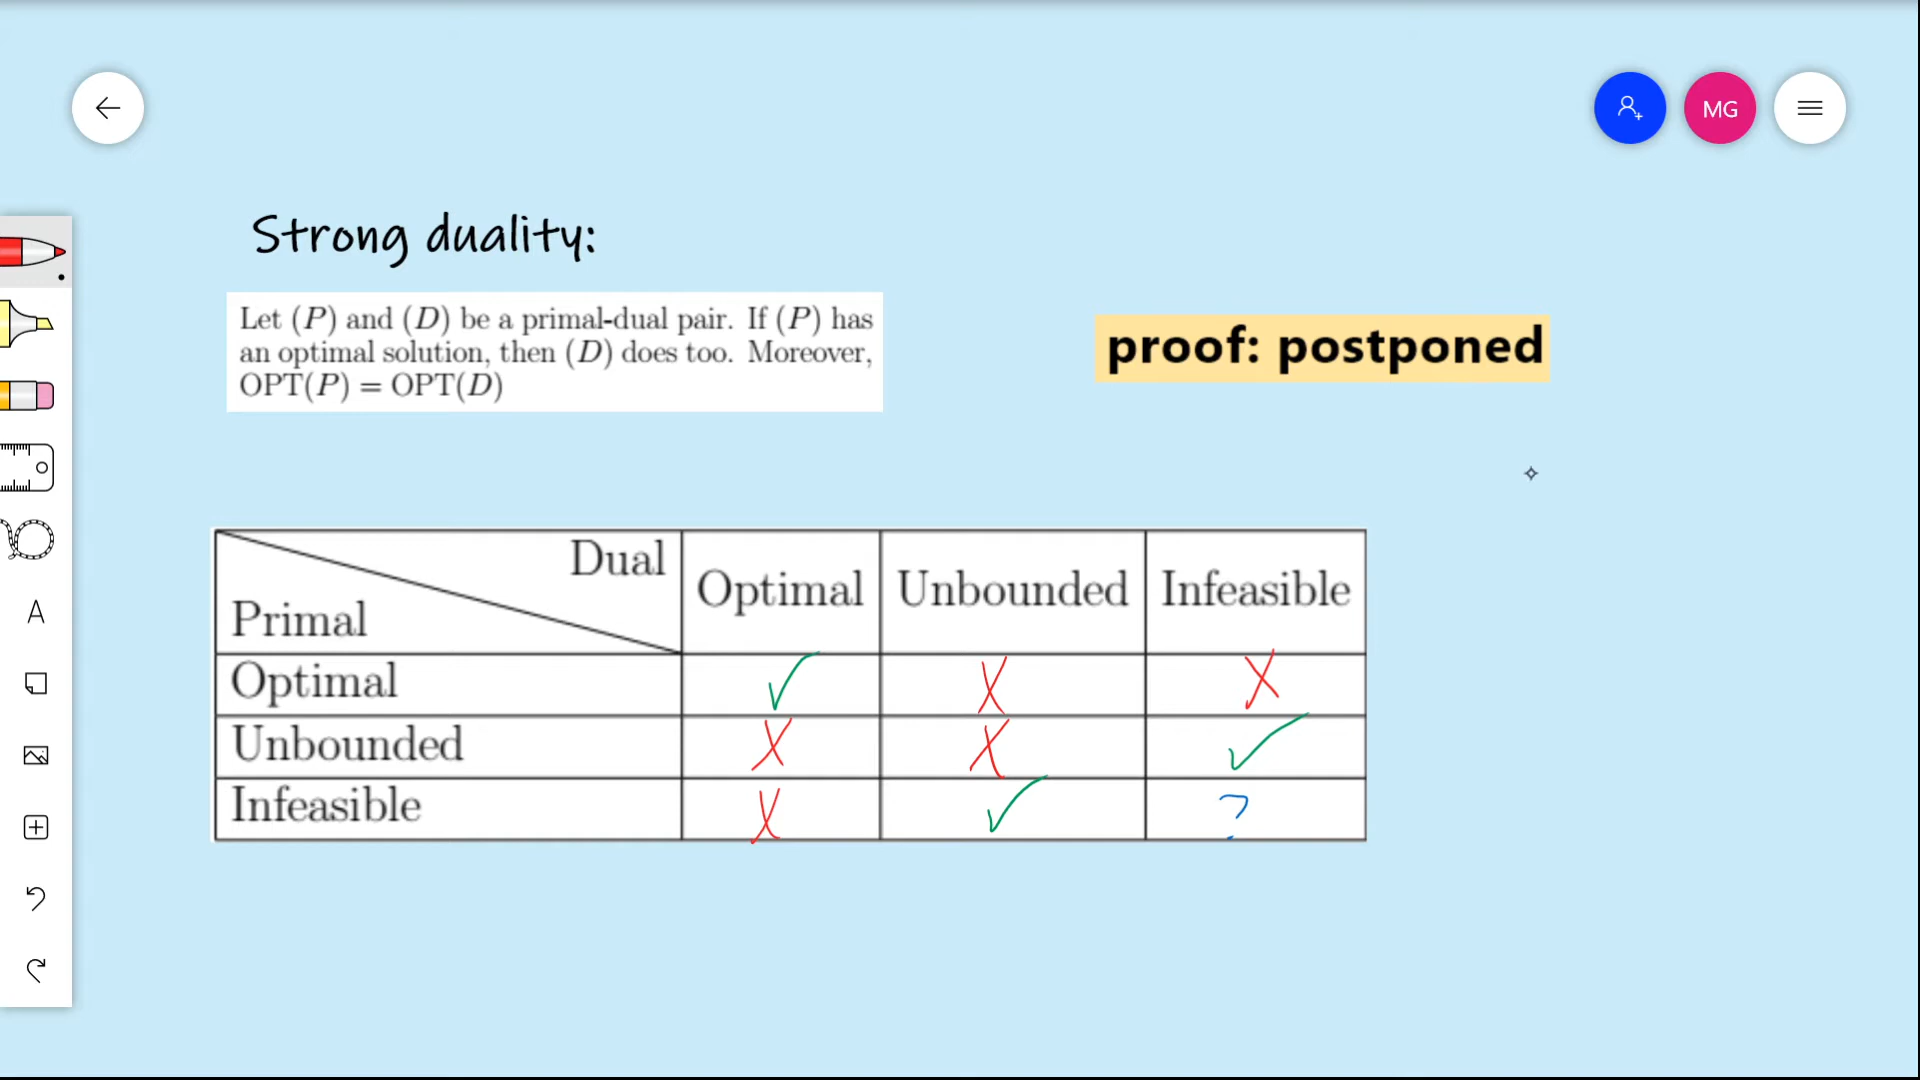 MG
Strong duality:
Let (P) and (D) be a primal-dual pair. If (P) has
an optimal solution, then (D) does too. Moreover,
OPT(P) = OPT(D)
proof: postponed
Dual
Primal
Optimal
Unbounded
Infeasible
Optimal ✓ X X
Unbounded X X ✓
Infeasible X ✓ ?
A